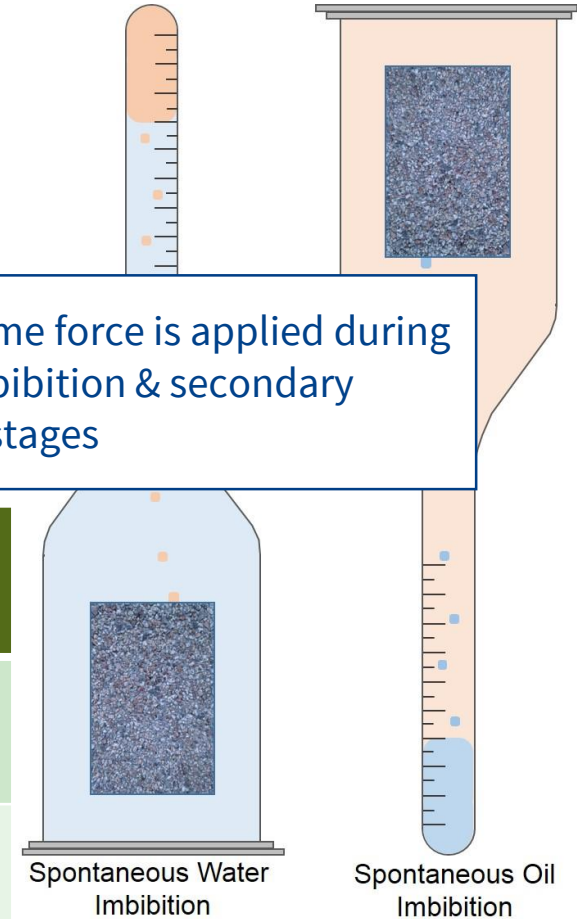 me force is applied during
bibition & secondary
stages
Spontaneous Water
Imbibition
Spontaneous Oil
Imbibition